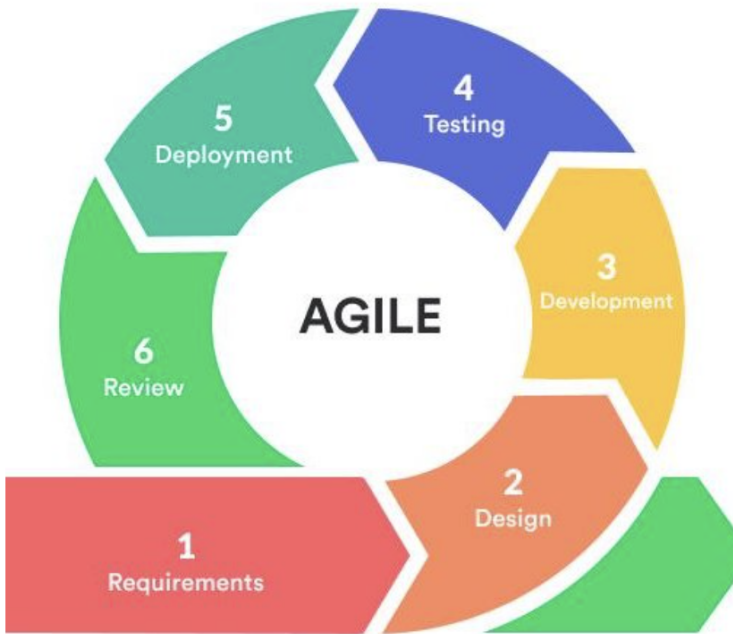 4
Testing
5
Deployment
3
Development
AGILE
6
Review
2
Design
1
Requirements